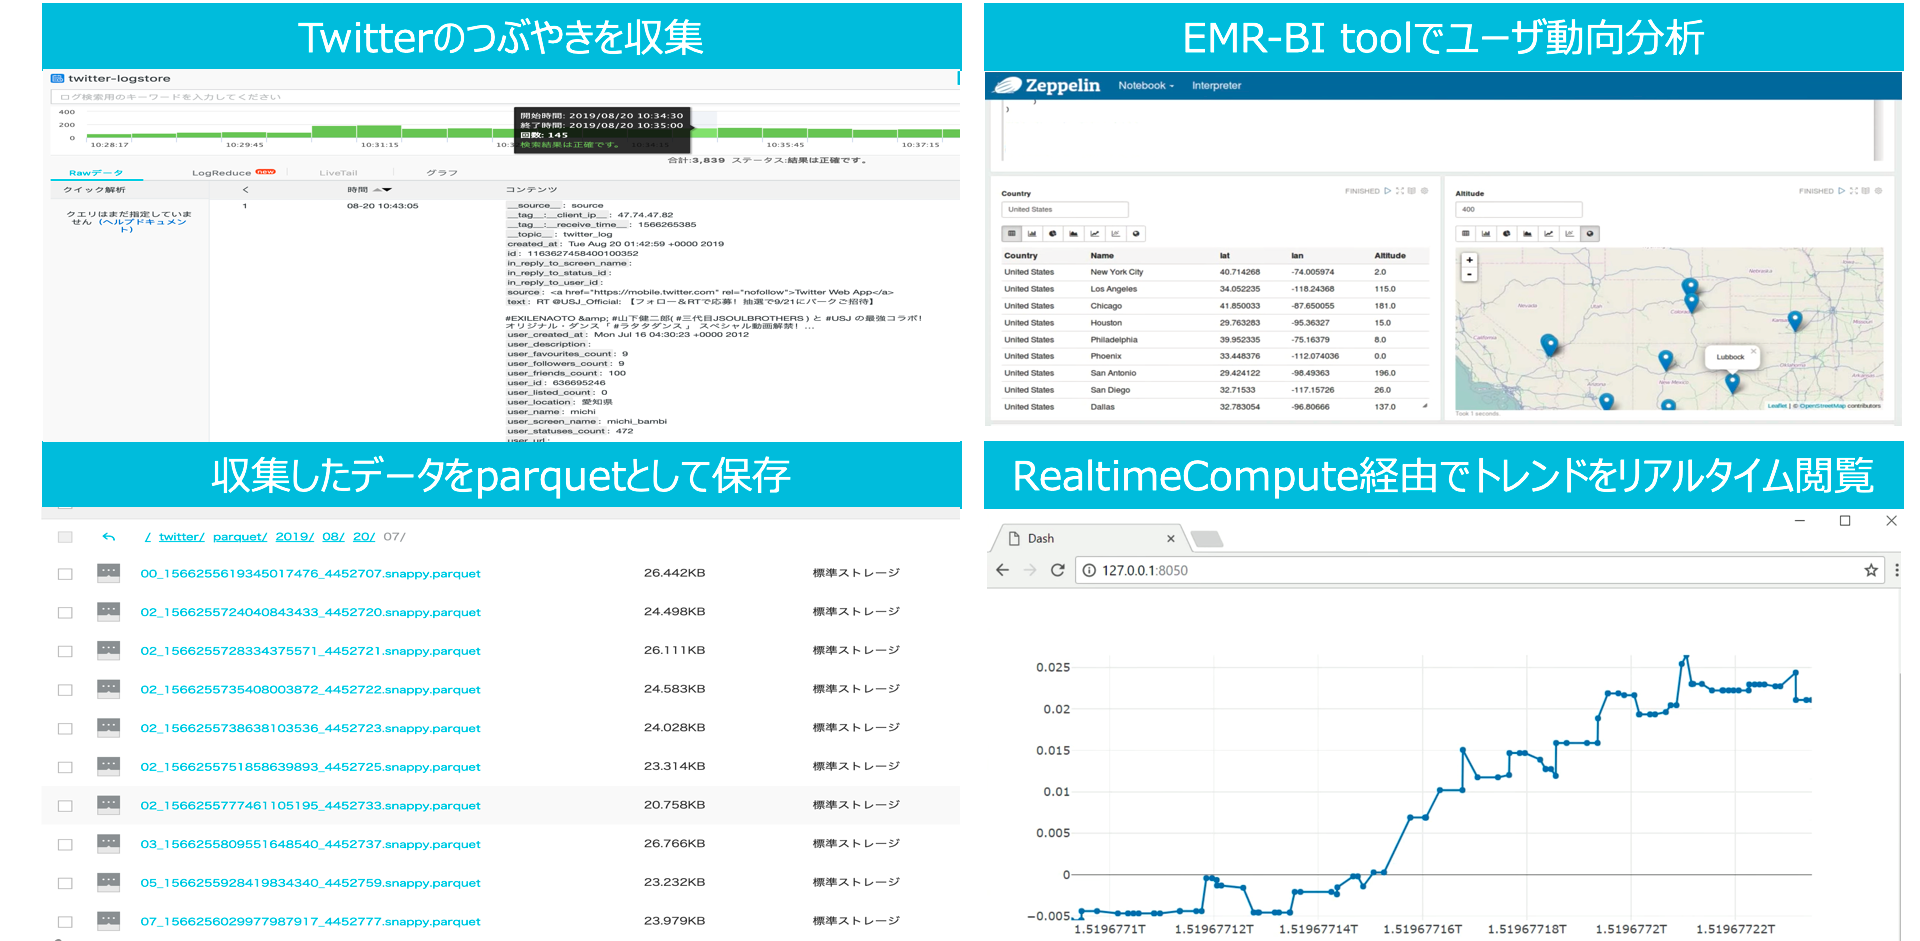 Twitterのつぶやきを収集
twitter-logstore
ログ検索用のキーワードを入力してください
400
200
0
10:28:17
10:29:45
10:31:15
開始時間: 2019/08/20 10:34:30
終了時間: 2019/08/20 10:35:00
回数: 145
検索結果は正確です。
10:35:45
10:37:15
合計:3,839 ステータス:結果は正確です。
Rawデータ
LogReduce new
LiveTail
グラフ
クイック解析
<
時間
コンテンツ
クエリはまだ指定していま
せん (ヘルプドキュメン
ト)
1
08-20 10:43:05
__source__ : source
__tag__:__client_ip__ : 47.74.47.82
__tag__:__receive_time__ : 1566265385
__topic__ : twitter_log
created_at : Tue Aug 20 01:42:59 +0000 2019
id : 1163627458400100352
in_reply_to_screen_name :
in_reply_to_status_id :
in_reply_to_user_id :
source : <a href="https://mobile.twitter.com" rel="nofollow">Twitter Web App</a>
text : RT @USJ_Official: 【フォロー＆RTで応募！抽選で9/21にパークご招待】
#EXILENAOTO &amp; #山下健二郎( #三代目JSOULBROTHERS ) と #USJ の最強コラボ！
オリジナル・ダンス「 #ラタタダンス 」 スペシャル動画解禁！ ...
user_created_at : Mon Jul 16 04:30:23 +0000 2012
user_description :
user_favourites_count : 9
user_followers_count : 9
user_friends_count : 100
user_id : 636695246
user_listed_count : 0
user_location : 愛知県
user_name : michi
user_screen_name : michi_bambi
user_statuses_count : 472
user_url :
EMR-BI toolでユーザ動向分析
Zeppelin
Notebook
Interpreter
Country
FINISHED
United States
Country Name lat lan Altitude
United States New York City 40.714268 -74.005974 2.0
United States Los Angeles 34.052235 -118.24368 115.0
United States Chicago 41.850033 -87.650055 181.0
United States Houston 29.763283 -95.36327 15.0
United States Philadelphia 39.952335 -75.16379 8.0
United States Phoenix 33.448376 -112.074036 0.0
United States San Antonio 29.424122 -98.49363 196.0
United States San Diego 32.71533 -117.15726 26.0
United States Dallas 32.783054 -96.80666 137.0
Altitude
FINISHED
400
+
-
Nebraska
Nevada
Utah
Missouri
California
Arizona
New Mexico
Oklahoma
Lubbock
Leaflet | © OpenStreetMap contributors
Took 1 seconds.
収集したデータをparquetとして保存
/ twitter/ parquet/ 2019/ 08/ 20/ 07/
00_1566255619345017476_4452707.snappy.parquet 26.442KB 標準ストレージ
02_1566255724040843433_4452720.snappy.parquet 24.498KB 標準ストレージ
02_1566255728334375571_4452721.snappy.parquet 26.111KB 標準ストレージ
02_1566255735408003872_4452722.snappy.parquet 24.583KB 標準ストレージ
02_1566255738638103536_4452723.snappy.parquet 24.028KB 標準ストレージ
02_1566255751858639893_4452725.snappy.parquet 23.314KB 標準ストレージ
02_1566255777461105195_4452733.snappy.parquet 20.758KB 標準ストレージ
03_1566255809551648540_4452737.snappy.parquet 26.766KB 標準ストレージ
05_1566255928419834340_4452759.snappy.parquet 23.232KB 標準ストレージ
07_1566256029977987917_4452777.snappy.parquet 23.979KB 標準ストレージ
RealtimeCompute経由でトレンドをリアルタイム閲覧
Dash
127.0.0.1:8050
0.025
0.02
0.015
0.01
0.005
0
−0.005
1.5196771T
1.51967712T
1.51967714T
1.51967716T
1.51967718T
1.5196772T
1.51967722T